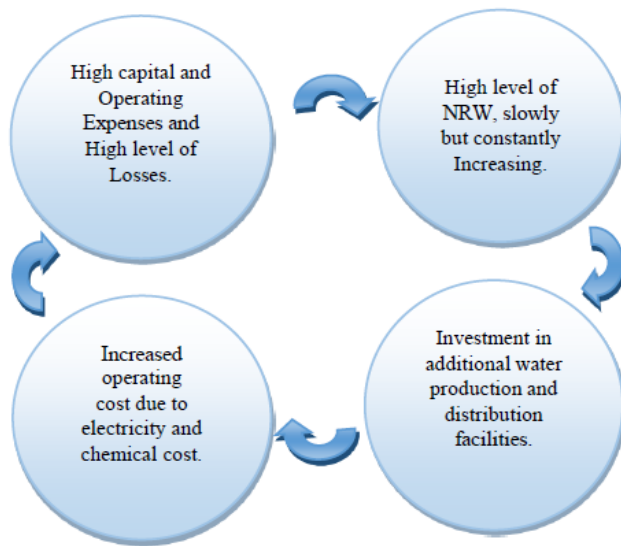 High capital and
Operating
Expenses and
High level of
Losses.
High level of
NRW, slowly
but constantly
Increasing.
Increased
operating
cost due to
electricity and
chemical cost.
Investment in
additional water
production and
distribution
facilities.